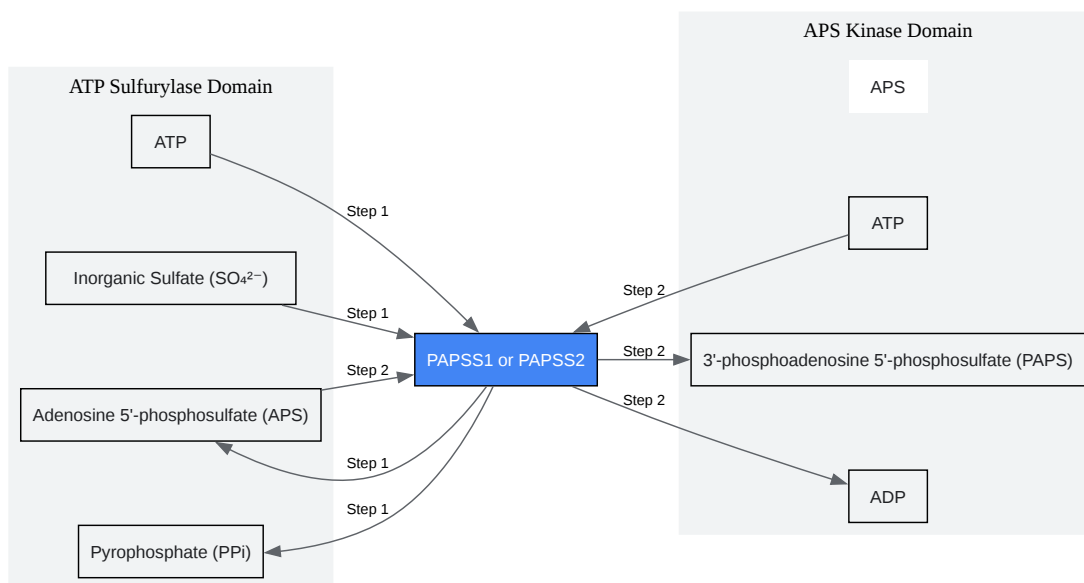 ATP Sulfurylase Domain
ATP
Inorganic Sulfate (SO₄²⁻)
Adenosine 5'-phosphosulfate (APS)
Pyrophosphate (PPi)
Step 1
Step 1
Step 2
Step 1
Step 1
PAPSS1 or PAPSS2
Step 2
Step 2
Step 2
APS Kinase Domain
APS
ATP
3'-phosphoadenosine 5'-phosphosulfate (PAPS)
ADP